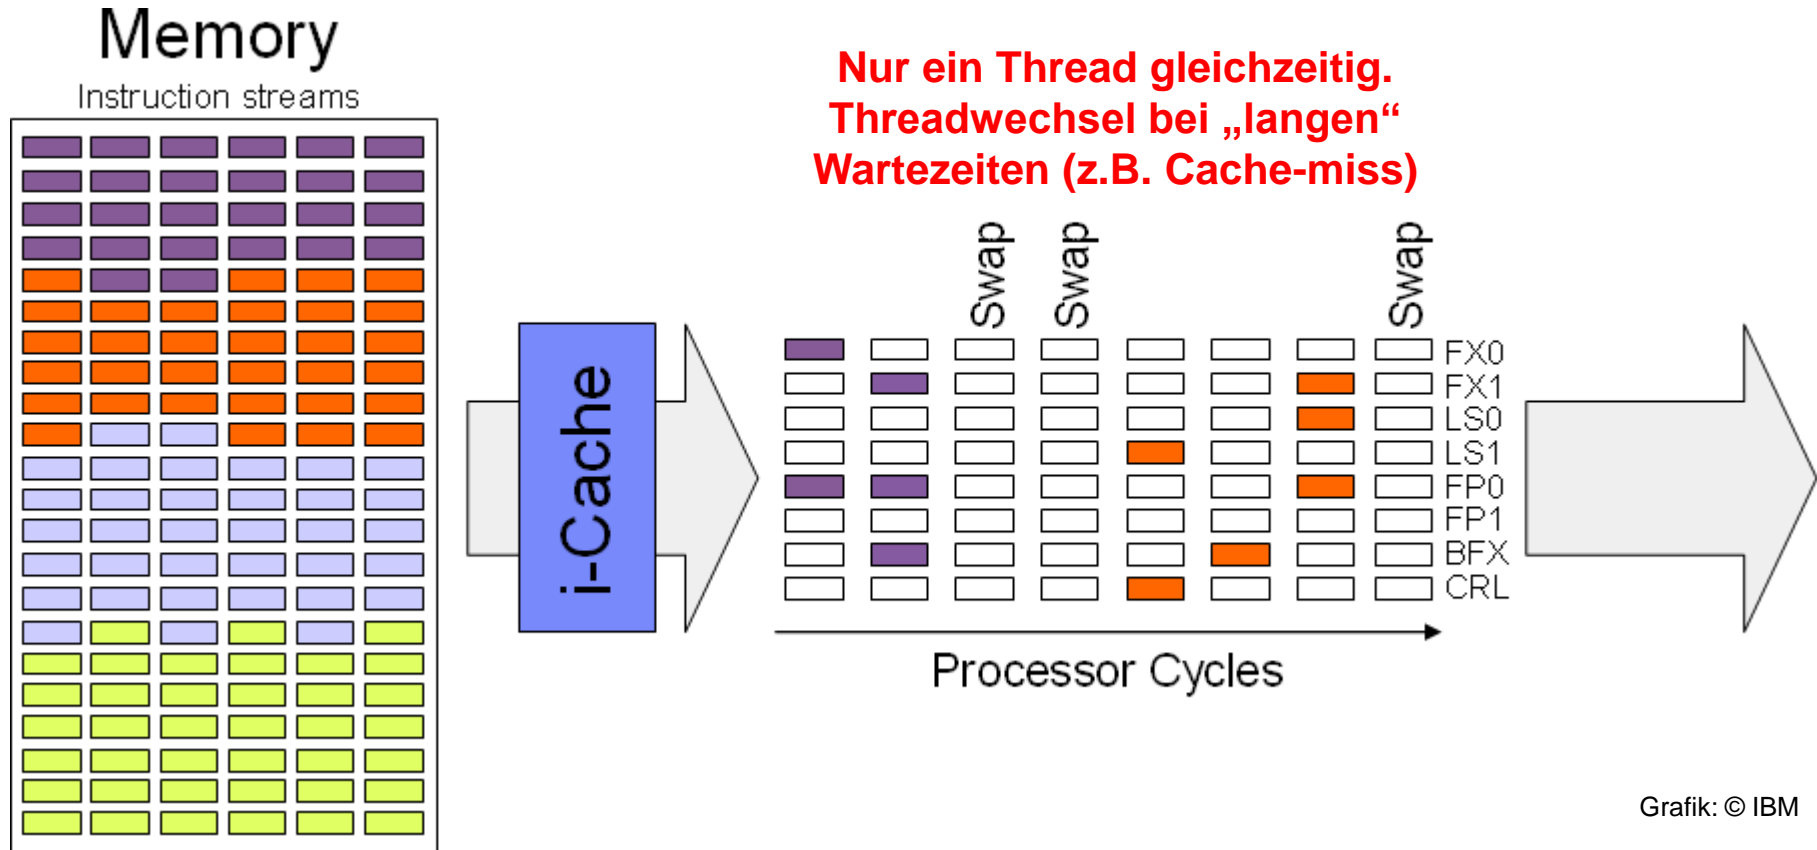 Memory
Instruction streams
Nur ein Thread gleichzeitig.
Threadwechsel bei „langen“
Wartezeiten (z.B. Cache-miss)
Swap
Swap
Swap
i-Cache
FX0
FX1
LS0
LS1
FP0
FP1
BFX
CRL
Processor Cycles
Grafik: © IBM